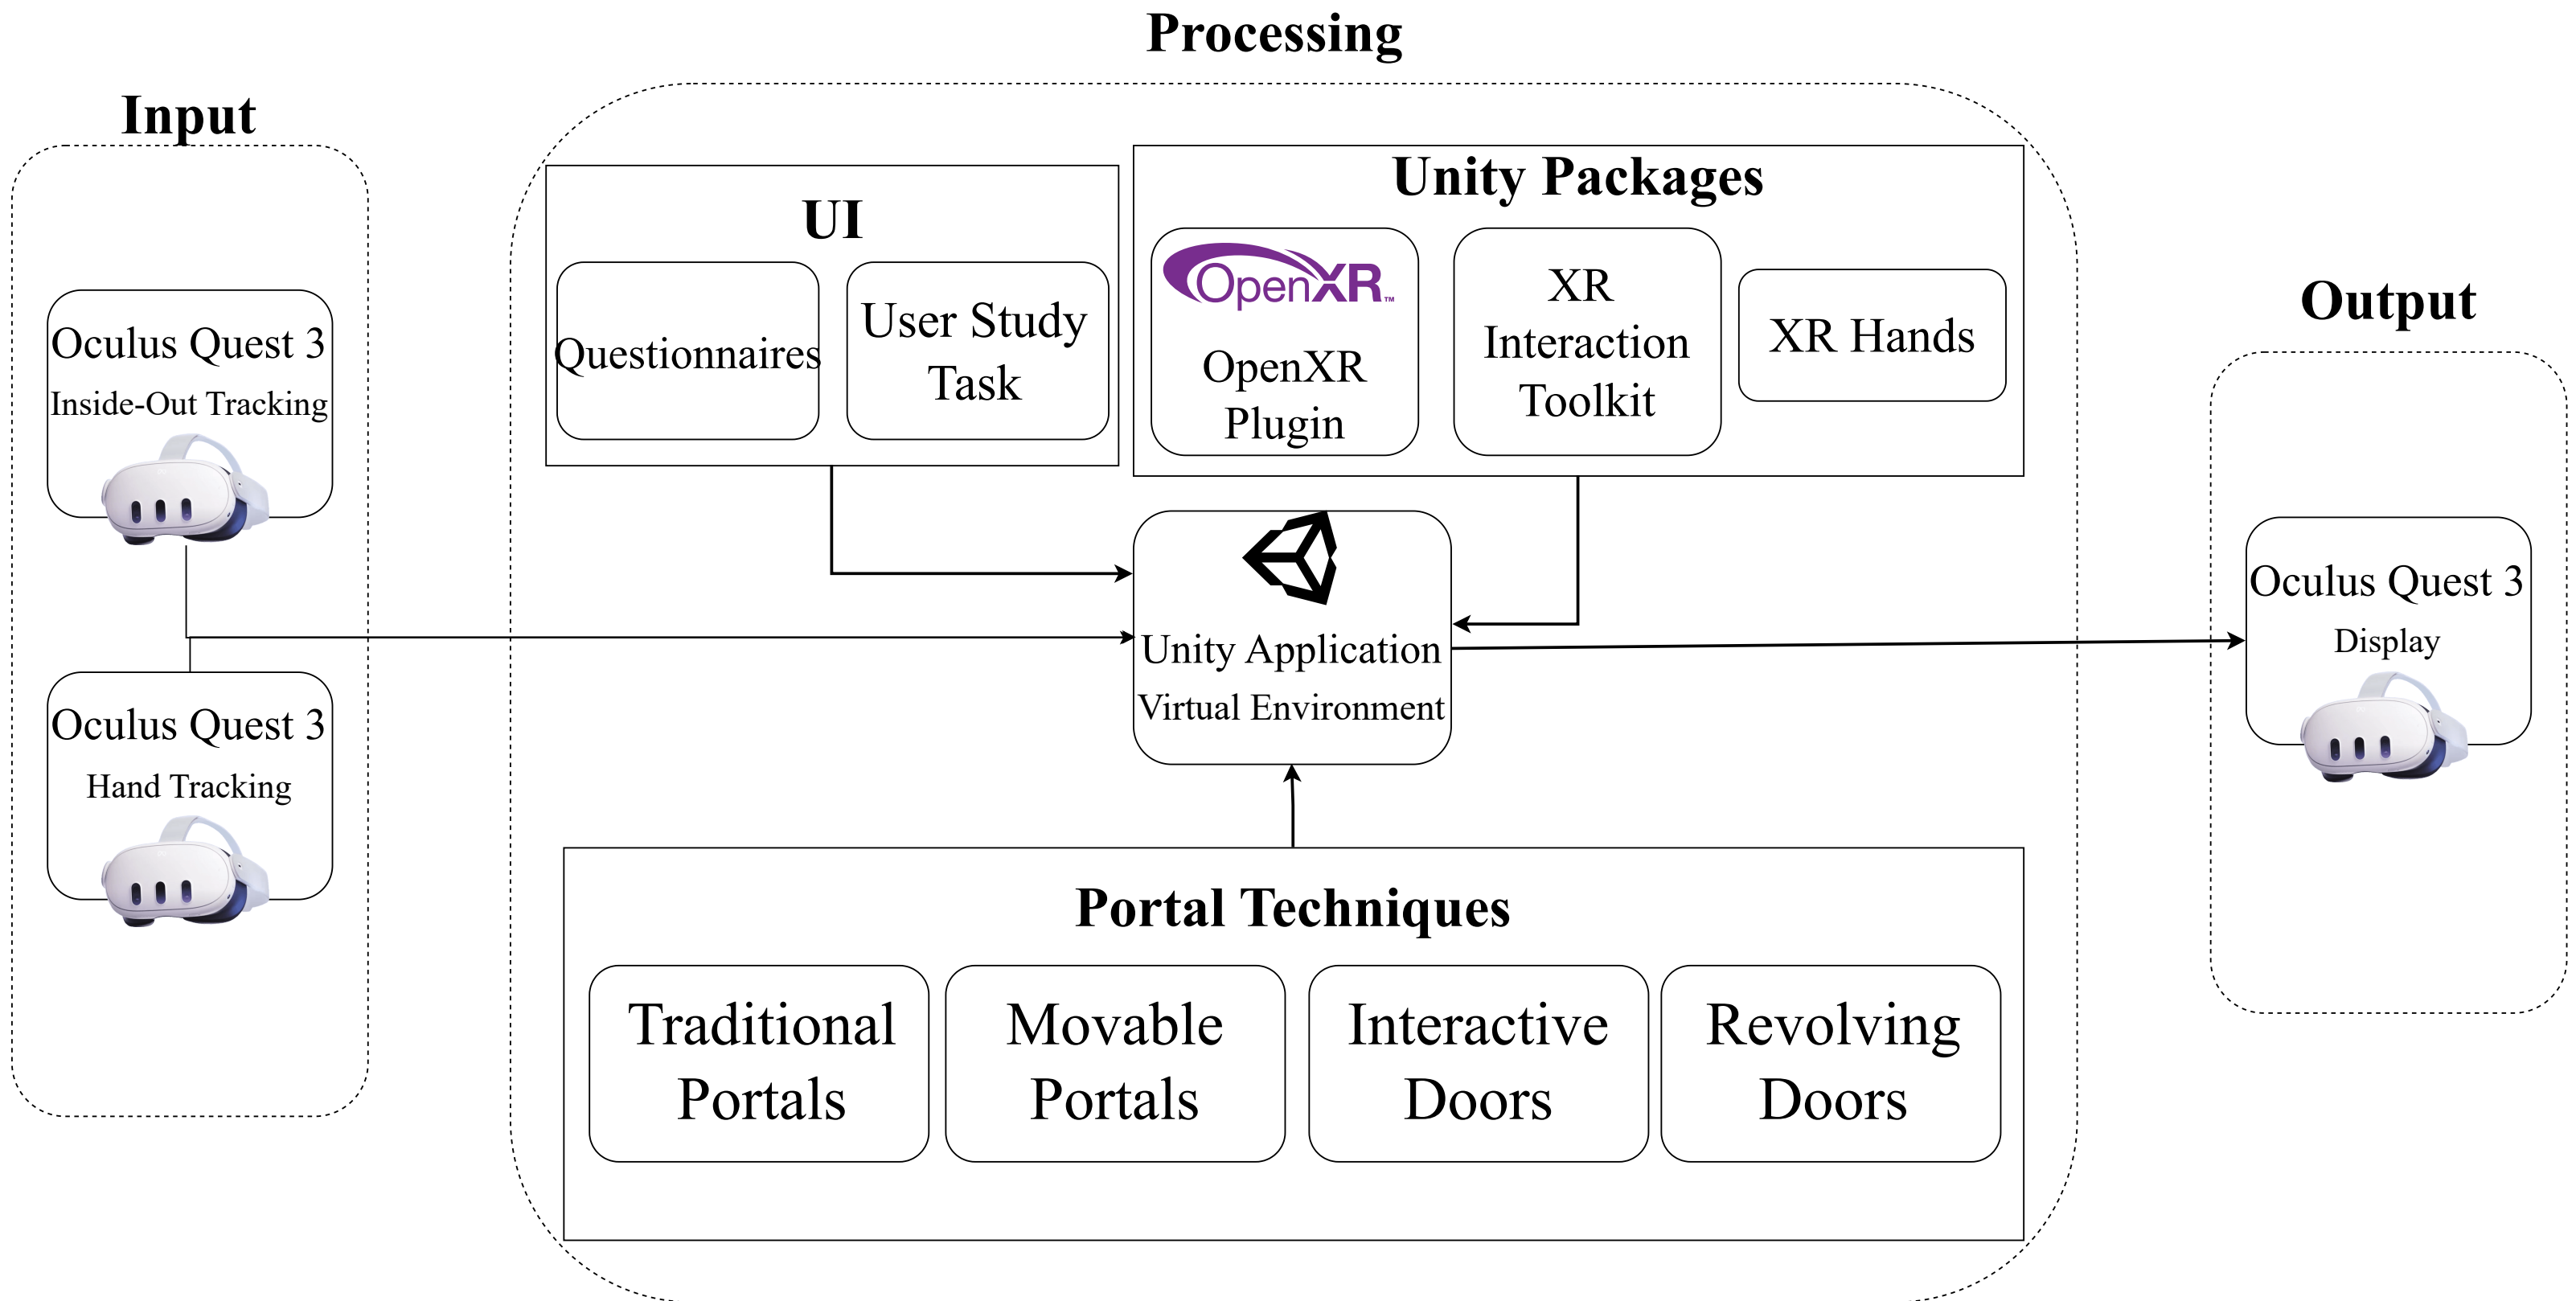 Processing
Input
Oculus Quest 3
Inside-Out Tracking
Oculus Quest 3
Hand Tracking
UI
Questionnaires
User Study
Task
Unity Packages
OpenXR™
OpenXR
Plugin
XR
Interaction
Toolkit
XR Hands
Unity Application
Virtual Environment
Portal Techniques
Traditional
Portals
Movable
Portals
Interactive
Doors
Revolving
Doors
Output
Oculus Quest 3
Display